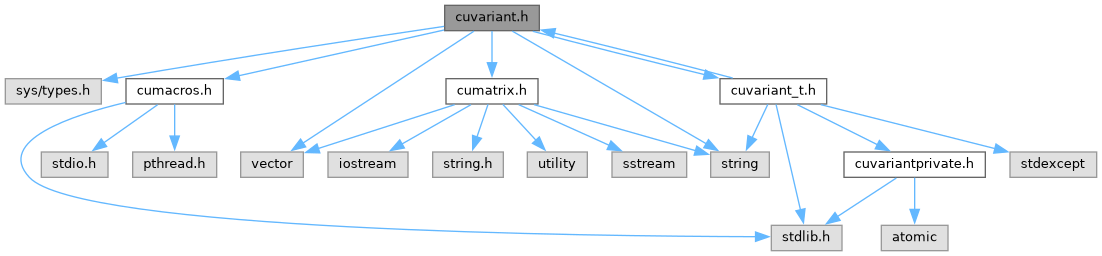 cuvariant.h
sys/types.h
cumacros.h
cumatrix.h
cuvariant_t.h
stdio.h
pthread.h
vector
iostream
string.h
utility
sstream
string
cuvariantprivate.h
stdexcept
stdlib.h
atomic